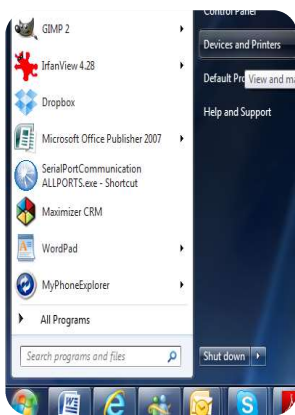 Control Panel
GIMP 2
Devices and Printers
IrfanView 4.28
Default Pro
View and ma
Dropbox
Help and Support
Microsoft Office Publisher 2007
SerialPortCommunication
ALLPORTS.exe - Shortcut
Maximizer CRM
WordPad
MyPhoneExplorer
All Programs
Search programs and files
Shut down